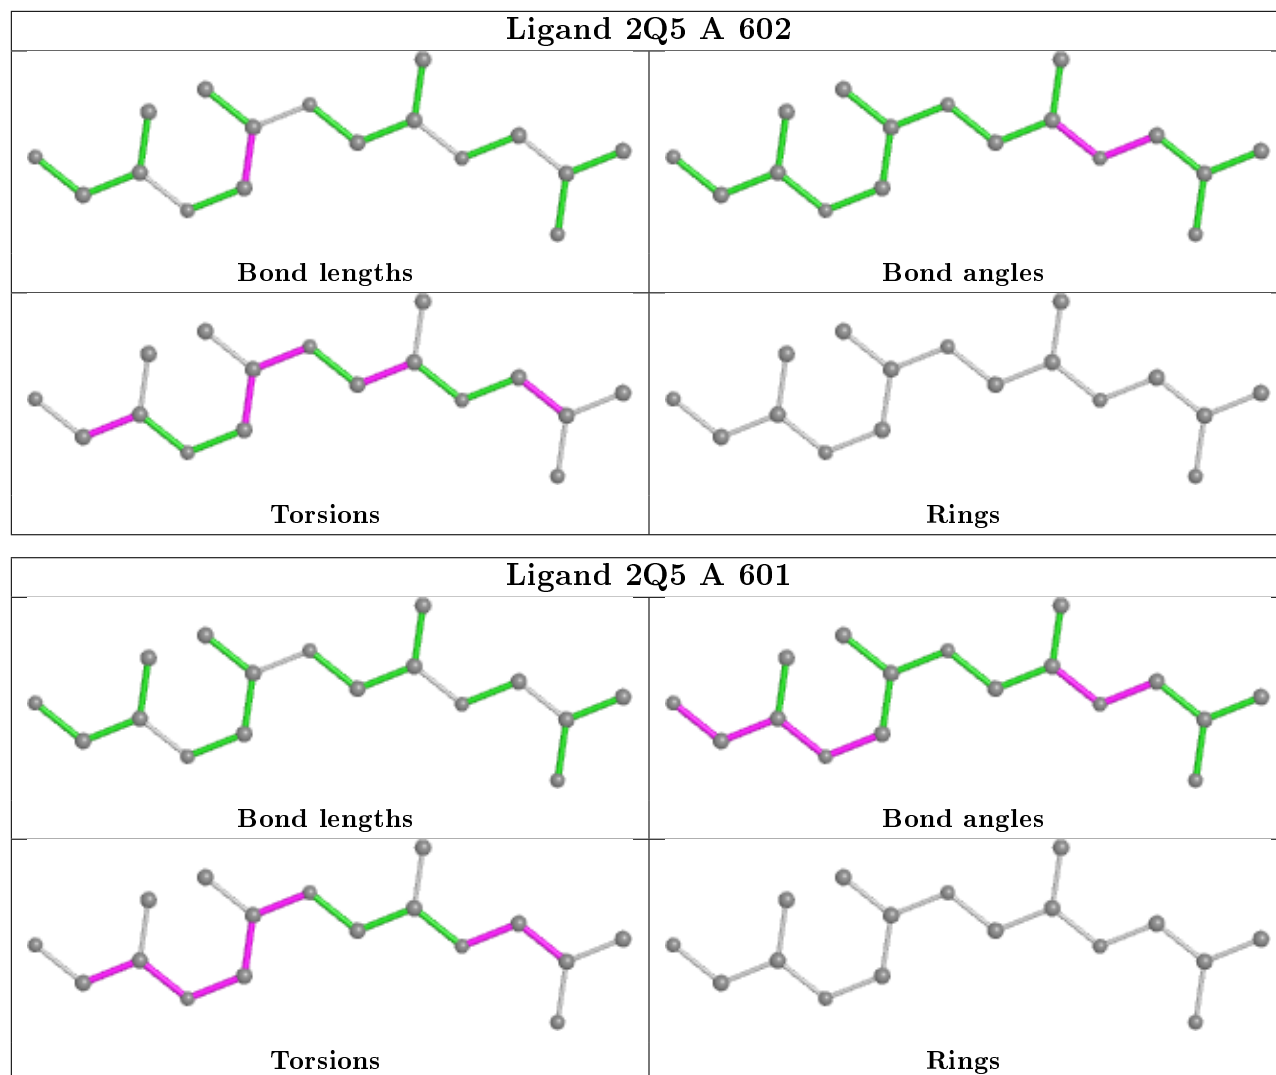 Ligand 2Q5 A 602
Bond lengths
Bond angles
Torsions
Rings
Ligand 2Q5 A 601
Bond lengths
Bond angles
Torsions
Rings